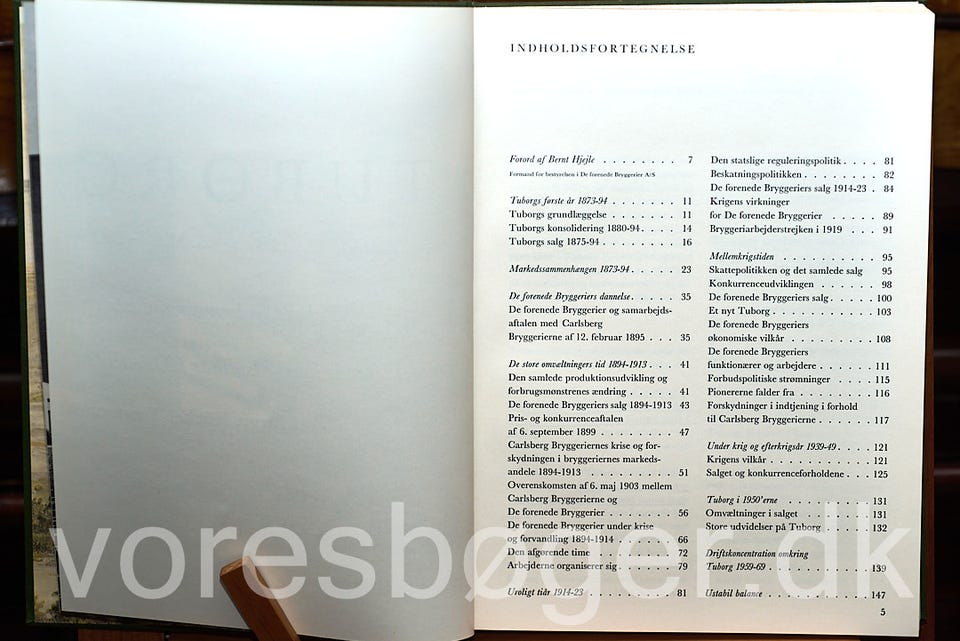 INDHOLDSFORTEGNELSE
Forord af Bernt Hjejle . . . . . . . . 7
Formand for bestyrelsen i De forenede Bryggerier A/S
Tuborgs første år 1873-94 . . . . . . . 11
Tuborgs grundlæggelse . . . . . . . 11
Tuborgs konsolidering 1880-94 . . . . 14
Tuborgs salg 1875-94 . . . . . . . . 16
Markedssammenhængen 1873-94 . . . . . 23
De forenede Bryggeriers dannelse . . . . . 35
De forenede Bryggerier og samarbejds-
aftalen med Carlsberg
Bryggerierne af 12. februar 1895 . . . 35
De store omvæltningers tid 1894-1913 . . . 41
Den samlede produktionsudvikling og
forbrugsmønstrenes ændring . . . . . 41
De forenede Bryggeriers salg 1894-1913 43
Pris- og konkurrenceaftalen
af 6. september 1899 . . . . . . . . 47
Carlsberg Bryggeriernes krise og for-
skydningen i bryggeriernes markeds-
andele 1894-1913 . . . . . . . . . 51
Overenskomsten af 6. maj 1903 mellem
Carlsberg Bryggerierne og
De forenede Bryggerier . . . . . . . 56
De forenede Bryggerier under krise
og forvandling 1894-1914 . . . . . . 66
Den afgørende time . . . . . . . . . 72
Arbejderne organiserer sig . . . . . . 79
Uroligt tiår 1914-23 . . . . . . . . . . 81
Den statslige reguleringspolitik . . . . 81
Beskatningspolitikken . . . . . . . . 82
De forenede Bryggeriers salg 1914-23 . 84
Krigens virkninger
for De forenede Bryggerier . . . . . 89
Bryggeriarbejderstrejken i 1919 . . . 91
Mellemkrigstiden . . . . . . . . . . 95
Skattepolitikken og det samlede salg 95
Konkurrenceudviklingen . . . . . . . 98
De forenede Bryggeriers salg . . . . . 100
Et nyt Tuborg . . . . . . . . . . . 103
De forenede Bryggeriers
økonomiske vilkår . . . . . . . . . 108
De forenede Bryggeriers
funktionærer og arbejdere . . . . . . 111
Forbudspolitiske strømninger . . . . 115
Pionererne falder fra . . . . . . . . 116
Forskydninger i indtjening i forhold
til Carlsberg Bryggerierne . . . . . . 117
Under krig og efterkrigsår 1939-49 . . . . 121
Krigens vilkår . . . . . . . . . . . 121
Salget og konkurrenceforholdene . . . 125
Tuborg i 1950'erne . . . . . . . . . 131
Omvæltninger i salget . . . . . . . 131
Store udvidelser på Tuborg . . . . . 132
Driftskoncentration omkring
Tuborg 1959-69 . . . . . . . . . . . 139
Ustabil balance . . . . . . . . . . . 147
5
voresbøger.dk